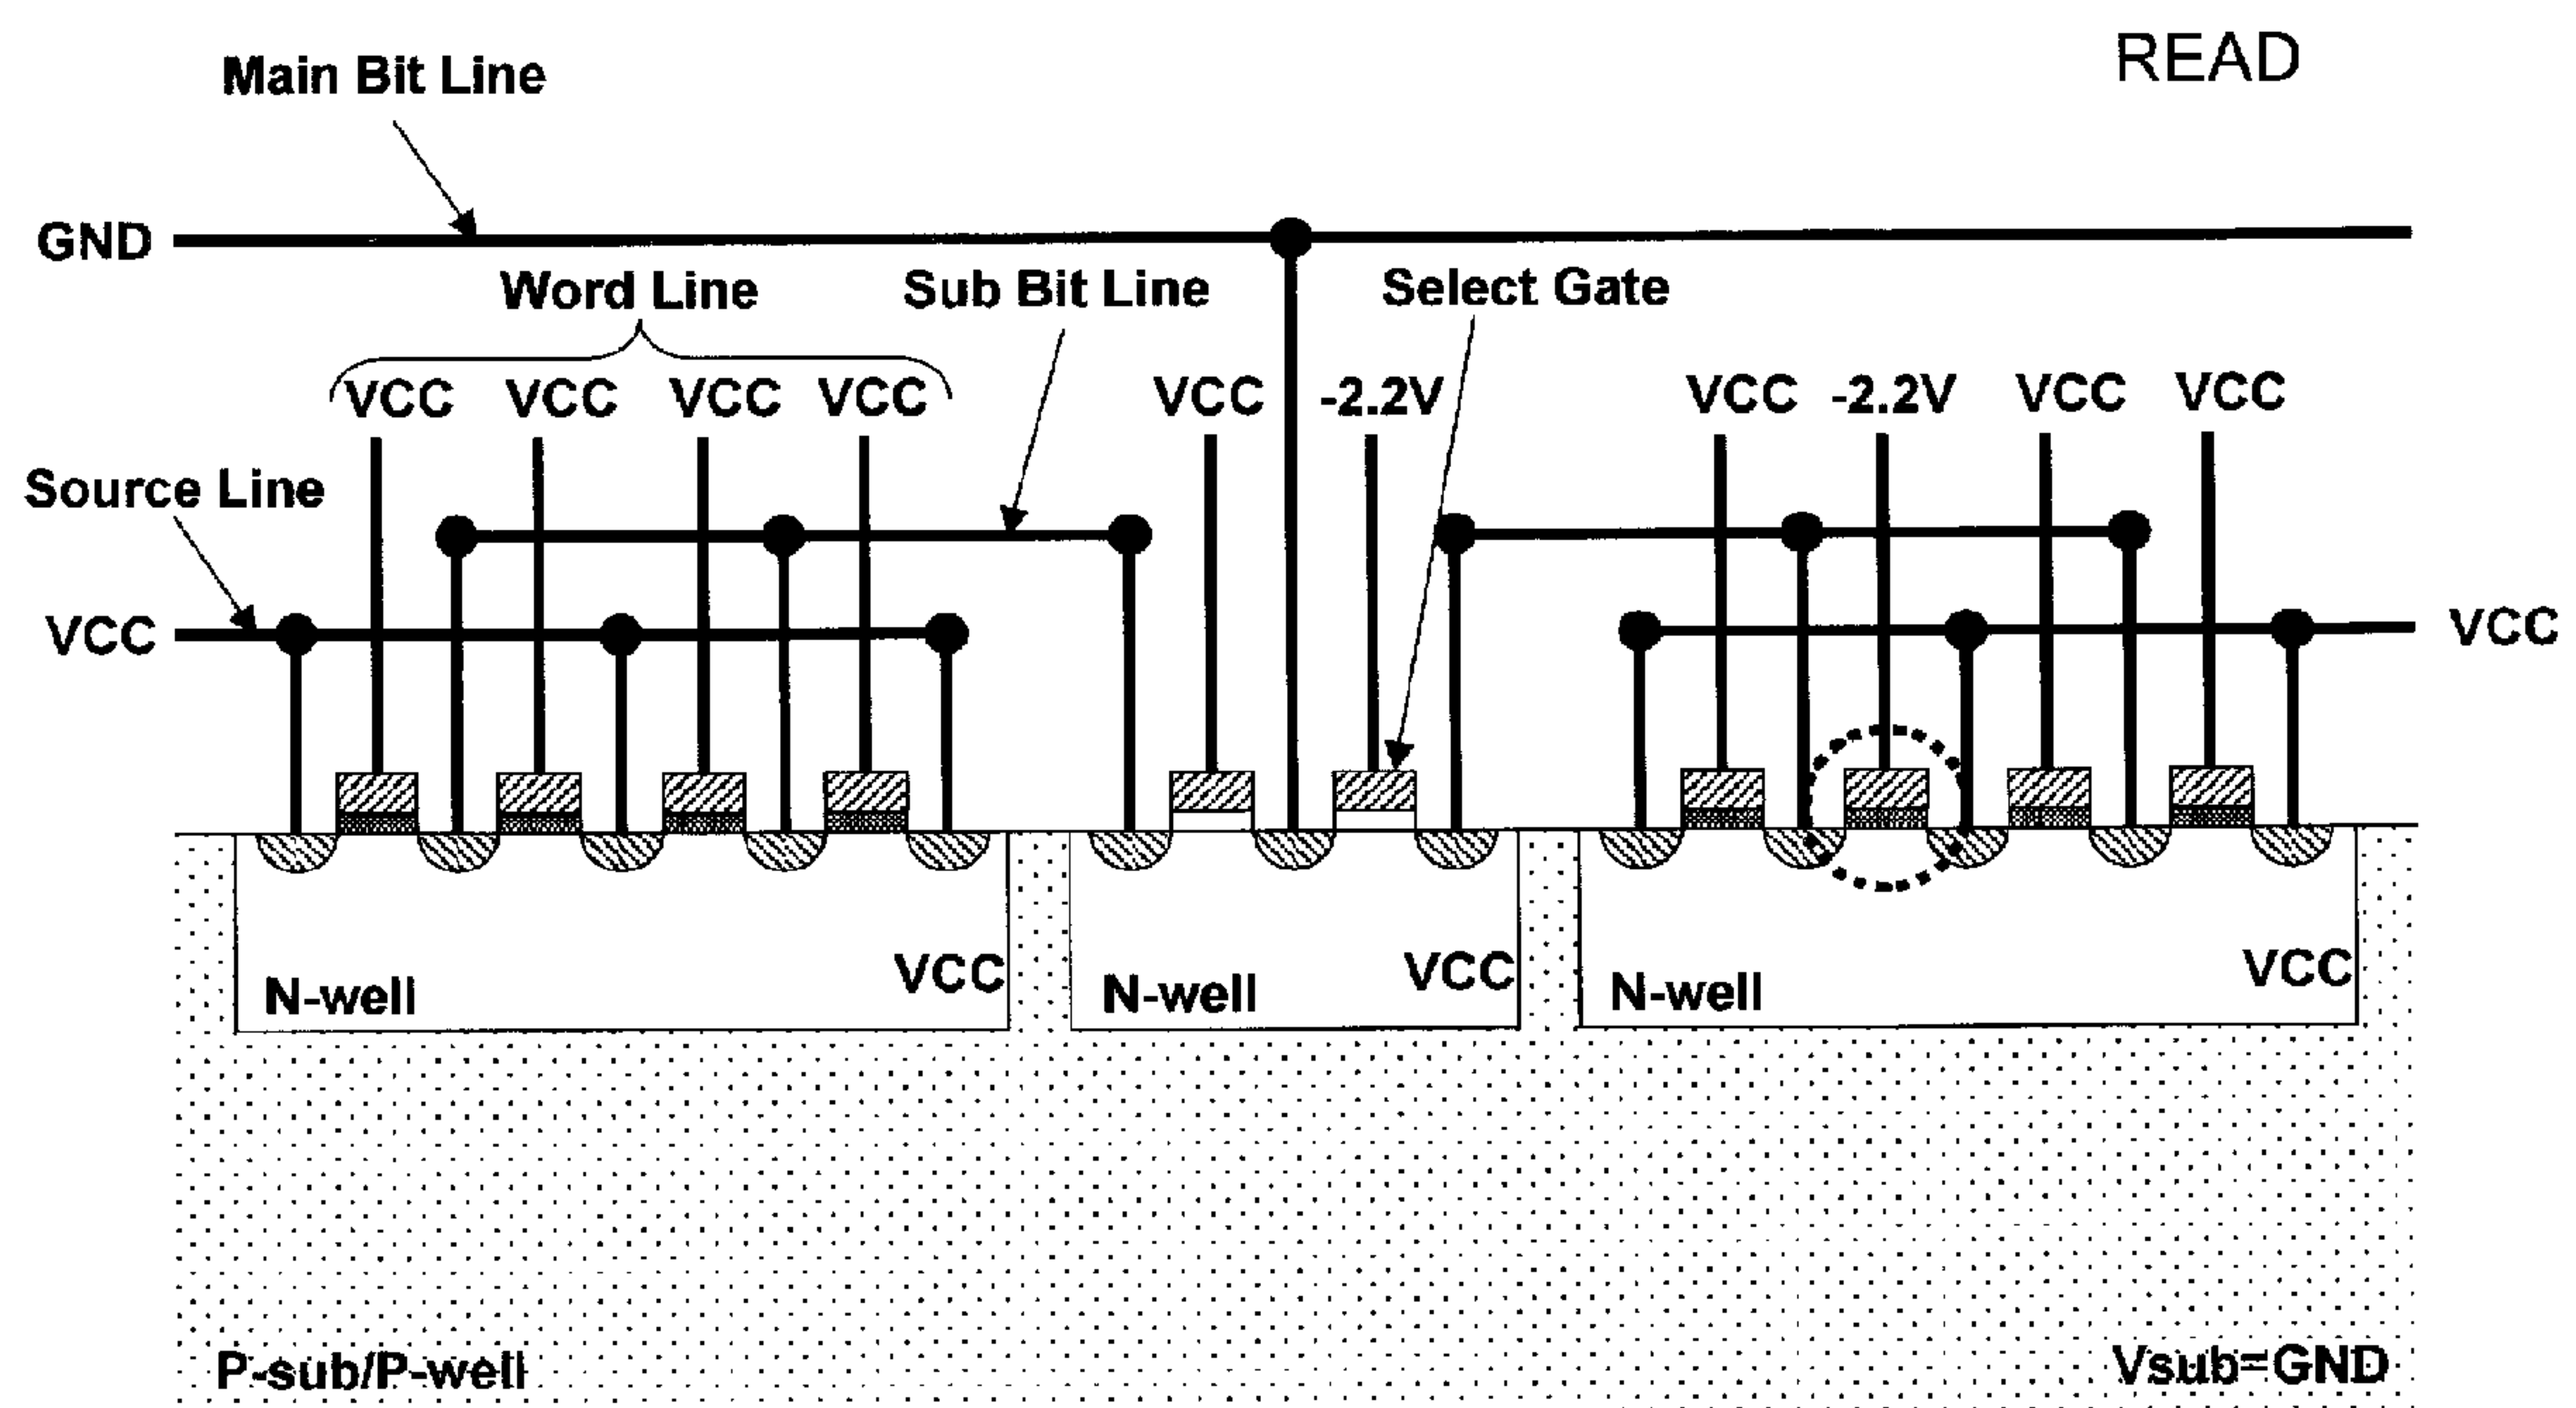 READ
Main Bit Line
GND
Word Line
Sub Bit Line
Select Gate
VCC VCC VCC VCC VCC -2.2V VCC -2.2V VCC VCC
Source Line
VCC
VCC
N-well
VCC
N-well
VCC
N-well
VCC
P-sub/P-well
Vsub=GND